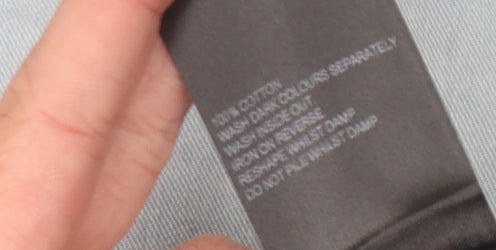 100% COTTON
WASH DARK COLOURS SEPARATELY
WASH INSIDE OUT
IRON ON REVERSE
RESHAPE WHILST DAMP
DO NOT PILE WHILST DAMP